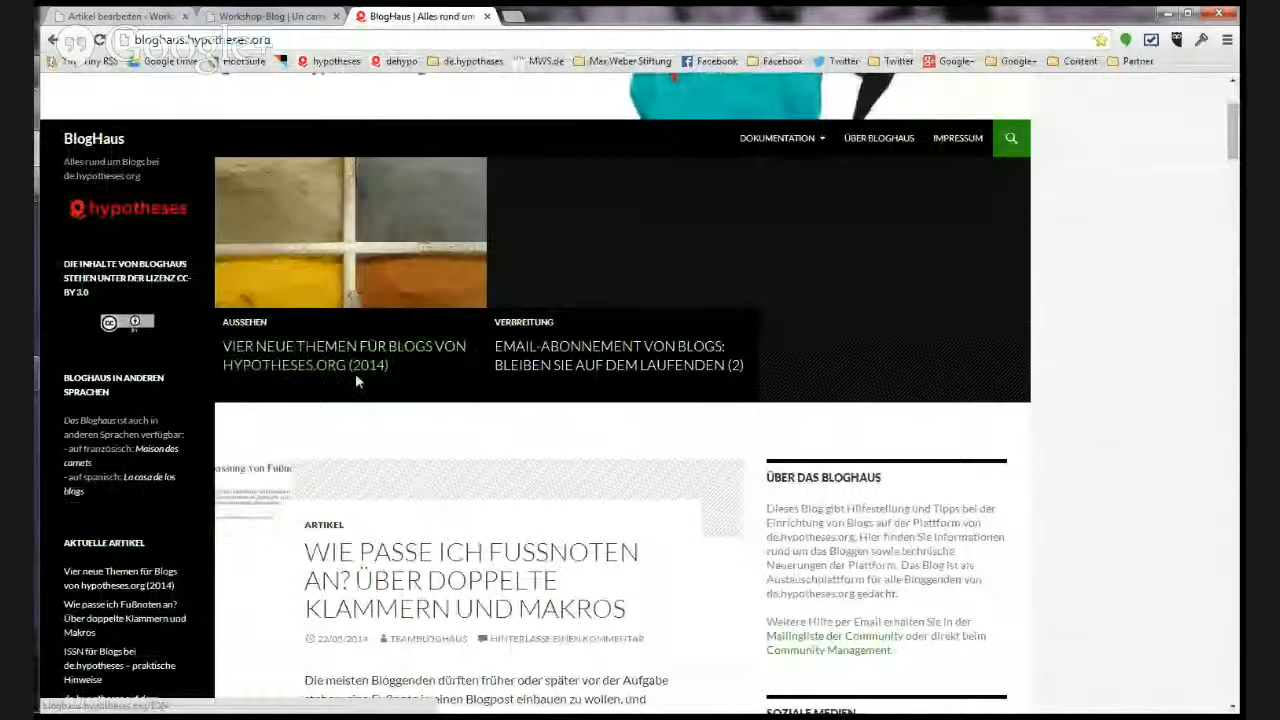 Artikel bearbeiten ‹ Work
Workshop-Blog | Un carn
BlogHaus | Alles rund um
Google+
bloghaus.hypotheses.org
Tiny RSS
Google Drive
HootSuite
hypotheses
dehypo
de.hypotheses
MWS.de
Max Weber Stiftung
Facebook
Facebook
Twitter
Twitter
Google+
Google+
Content
Partner
BlogHaus
DOKUMENTATION
ÜBER BLOGHAUS
IMPRESSUM
Alles rund um Blogs bei
de.hypotheses.org
hypotheses
DIE INHALTE VON BLOGHAUS
STEHEN UNTER DER LIZENZ CC-
BY 3.0
cc
BY
AUSSEHEN
VIER NEUE THEMEN FÜR BLOGS VON
HYPOTHESES.ORG (2014)
VERBREITUNG
EMAIL-ABONNEMENT VON BLOGS:
BLEIBEN SIE AUF DEM LAUFENDEN (2)
BLOGHAUS IN ANDEREN
SPRACHEN
Das Bloghaus ist auch in
anderen Sprachen verfügbar:
- auf französisch: Maison des
carnets
- auf spanisch: La casa de los
blogs
AKTUELLE ARTIKEL
Vier neue Themen für Blogs
von hypotheses.org (2014)
Wie passe ich Fußnoten an?
Über doppelte Klammern und
Makros
ISSN für Blogs bei
de.hypotheses – praktische
Hinweise
de.hypotheses auf dem
bloghaus.hypotheses.org/
assung von Fußno
ARTIKEL
WIE PASSE ICH FUSSNOTEN
AN? ÜBER DOPPELTE
KLAMMERN UND MAKROS
22/05/2014
TEAMBLOGHAUS
HINTERLASSE EINEN KOMMENTAR
Die meisten Bloggenden dürften früher oder später vor der Aufgabe
stehen, eine Fußnote in einen Blogpost einbauen zu wollen, und
ÜBER DAS BLOGHAUS
Dieses Blog gibt Hilfestellung und Tipps bei der
Einrichtung von Blogs auf der Plattform von
de.hypotheses.org. Hier finden Sie Informationen
rund um das Bloggen sowie technische
Neuerungen der Plattform. Das Blog ist als
Austauschplattform für alle Bloggenden von
de.hypotheses.org gedacht.
Weitere Hilfe per Email erhalten Sie in der
Mailingliste der Community oder direkt beim
Community Management.
SOZIALE MEDIEN